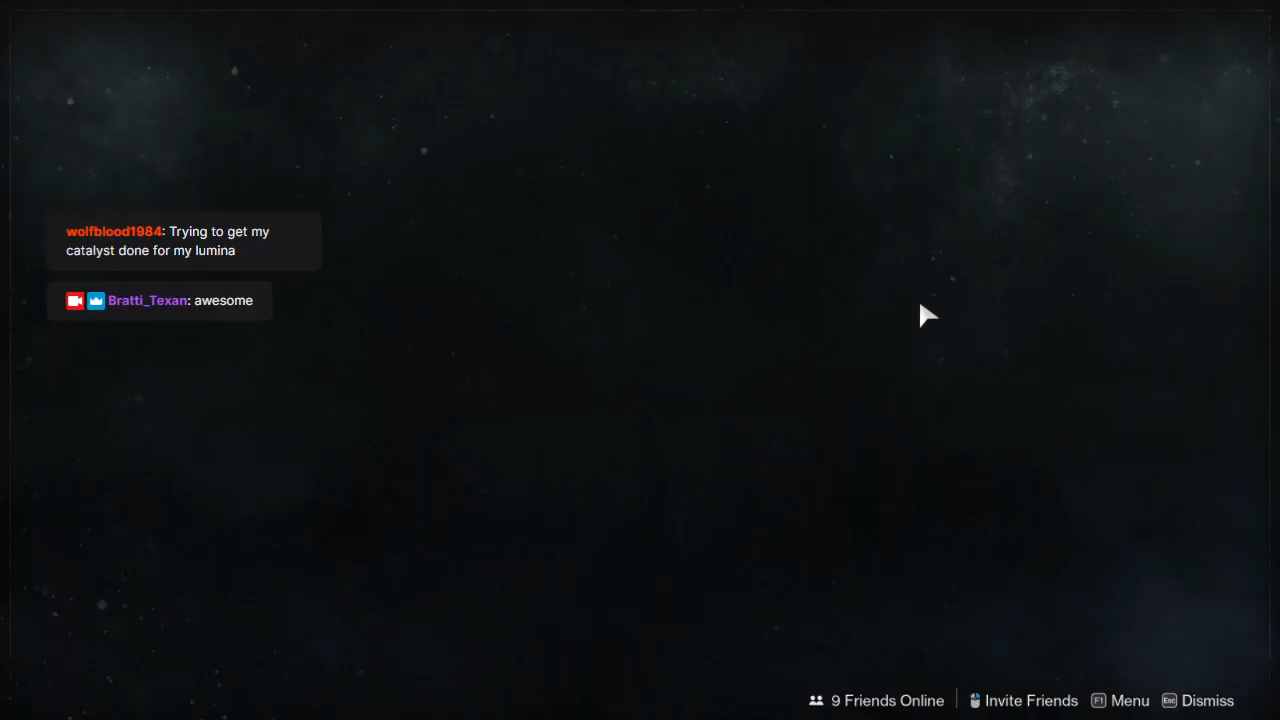 wolfblood1984: Trying to get my
catalyst done for my lumina
Bratti_Texan: awesome
9 Friends Online
Invite Friends
F1 Menu
Esc Dismiss